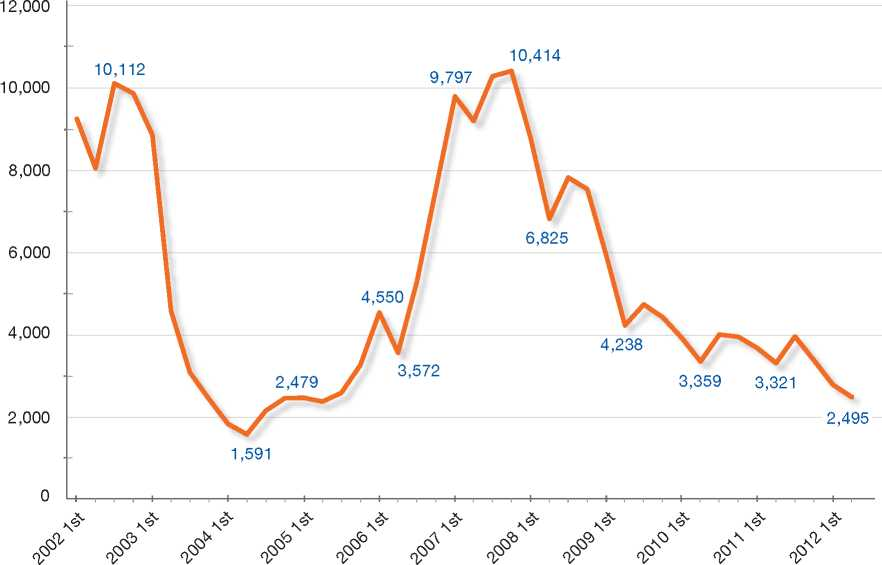 12,000
10,000
8,000
6,000
4,000
2,000
0
10,112
1,591
2,479
4,550
3,572
9,797
10,414
6,825
4,238
3,359
3,321
2,495
2002 1st
2003 1st
2004 1st
2005 1st
2006 1st
2007 1st
2008 1st
2009 1st
2010 1st
2011 1st
2012 1st